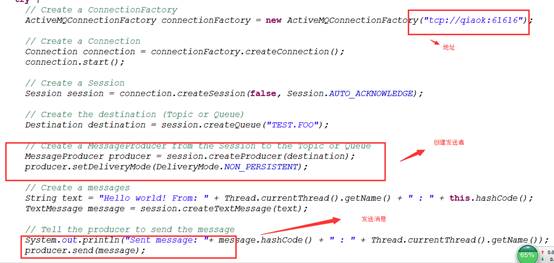 try {
// Create a ConnectionFactory
ActiveMQConnectionFactory connectionFactory = new ActiveMQConnectionFactory("tcp://qiaok:61616");
地址
// Create a Connection
Connection connection = connectionFactory.createConnection();
connection.start();
// Create a Session
Session session = connection.createSession(false, Session.AUTO_ACKNOWLEDGE);
// Create the destination (Topic or Queue)
Destination destination = session.createQueue("TEST.FOO");
// Create a MessageProducer from the Session to the Topic or Queue
MessageProducer producer = session.createProducer(destination);
producer.setDeliveryMode(DeliveryMode.NON_PERSISTENT);
创建发送者
// Create a messages
String text = "Hello world! From: " + Thread.currentThread().getName() + " : " + this.hashCode();
TextMessage message = session.createTextMessage(text);
发送消息
// Tell the producer to send the message
System.out.println("Sent message: "+ message.hashCode() + " : " + Thread.currentThread().getName());
producer.send(message);
65%